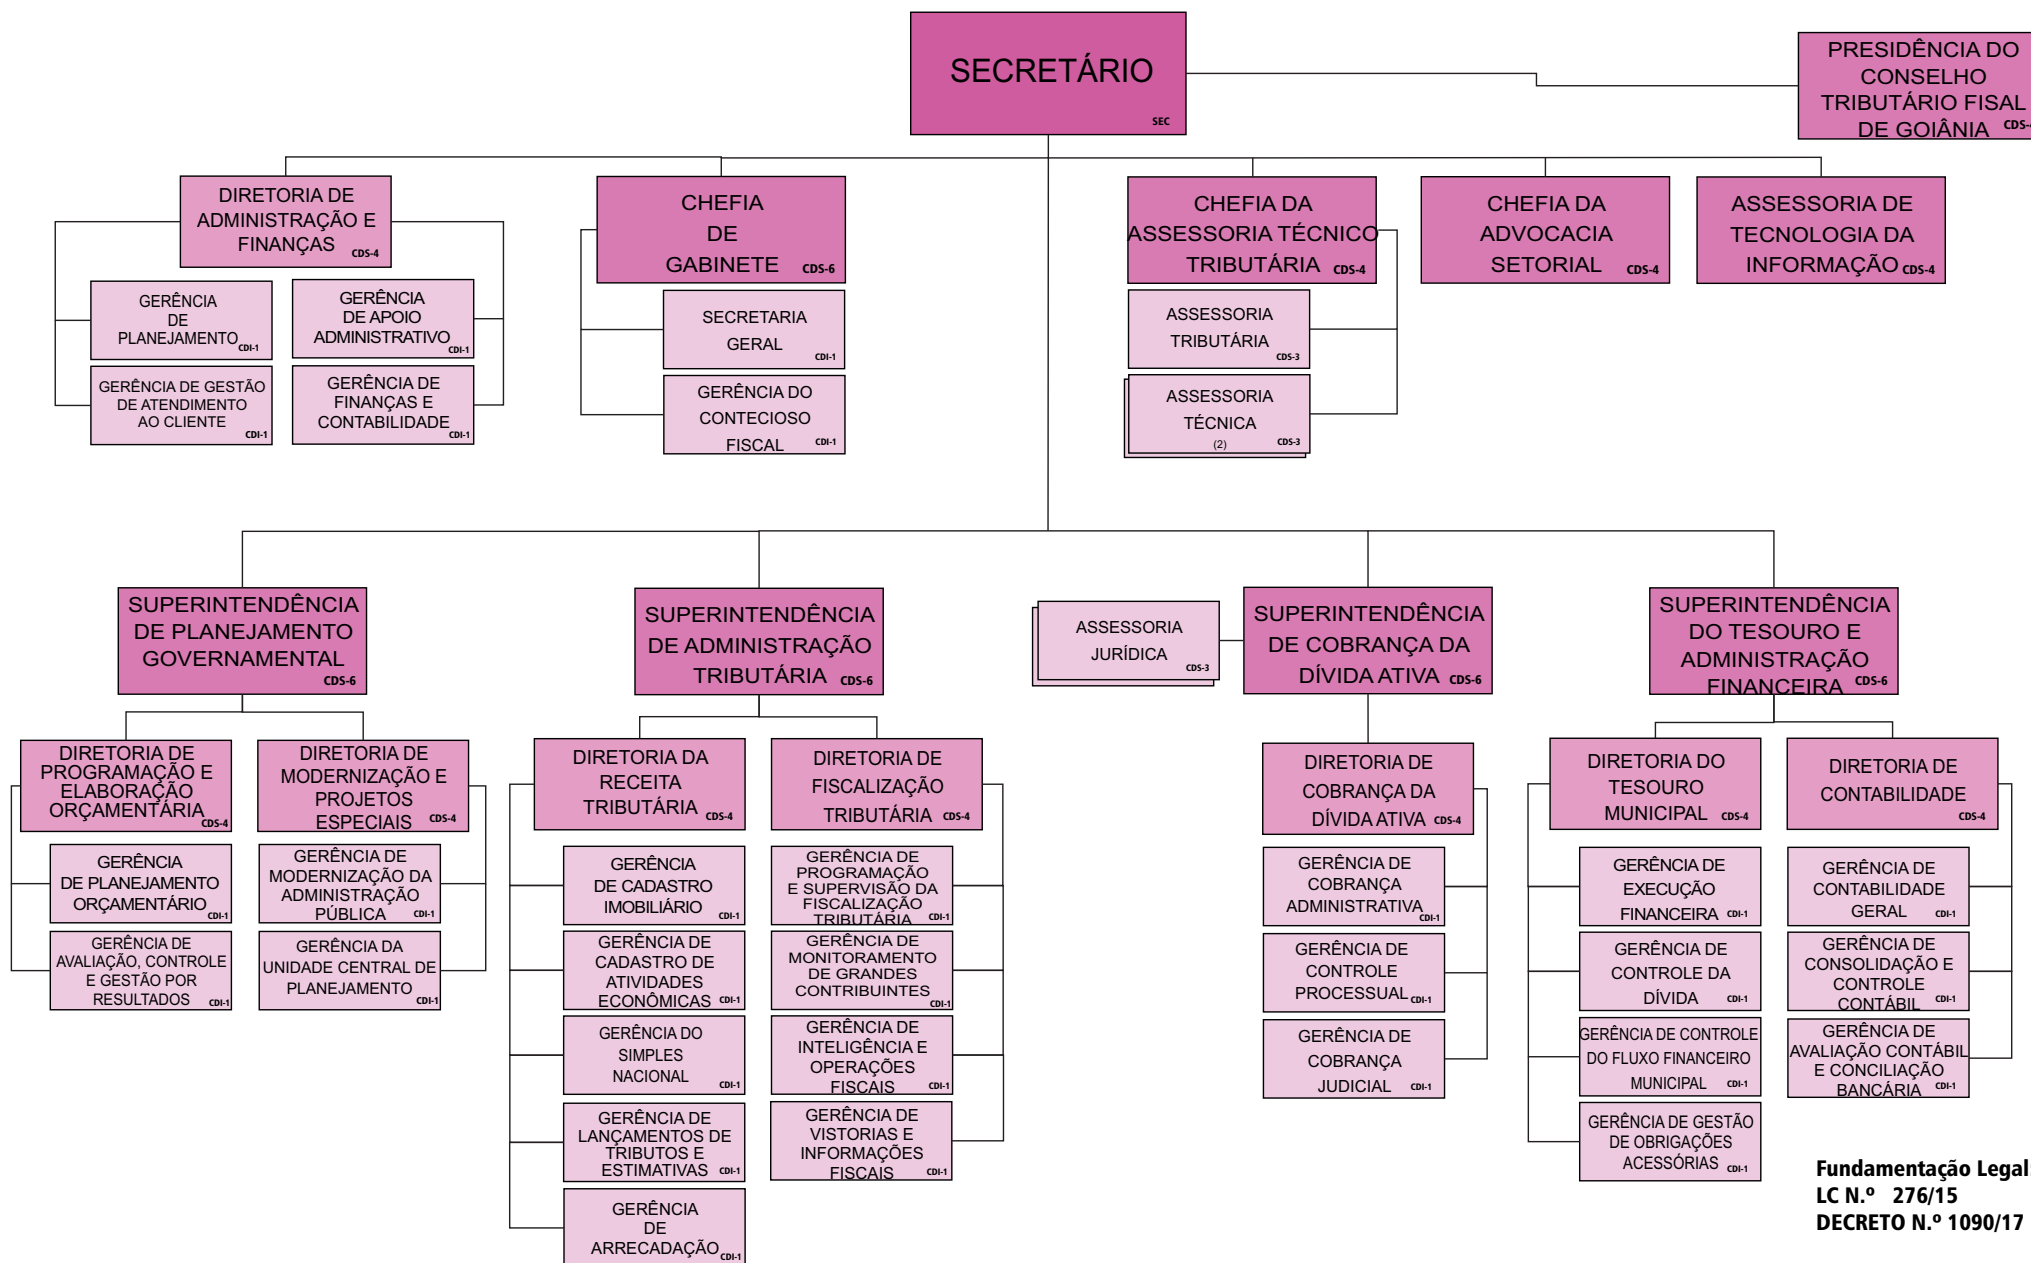 SECRETÁRIO
SEC
PRESIDÊNCIA DO
CONSELHO
TRIBUTÁRIO FISAL
DE GOIÂNIA CDS-
DIRETORIA DE
ADMINISTRAÇÃO E
FINANÇAS CDS-4
GERÊNCIA
DE
PLANEJAMENTO CDI-1
GERÊNCIA
DE APOIO
ADMINISTRATIVO
CDI-1
GERÊNCIA DE GESTÃO
DE ATENDIMENTO
AO CLIENTE
CDI-1
GERÊNCIA DE
FINANÇAS E
CONTABILIDADE
CDI-1
CHEFIA
DE
GABINETE CDS-6
SECRETARIA
GERAL
CDI-1
GERÊNCIA DO
CONTECIOSO
FISCAL CDI-1
CHEFIA DA
ASSESSORIA TÉCNICO
TRIBUTÁRIA CDS-4
ASSESSORIA
TRIBUTÁRIA
CDS-3
ASSESSORIA
TÉCNICA
(2) CDS-3
CHEFIA DA
ADVOCACIA
SETORIAL CDS-4
ASSESSORIA DE
TECNOLOGIA DA
INFORMAÇÃO CDS-4
SUPERINTENDÊNCIA
DE PLANEJAMENTO
GOVERNAMENTAL
CDS-6
DIRETORIA DE
PROGRAMAÇÃO E
ELABORAÇÃO
ORÇAMENTÁRIA
CDS-4
GERÊNCIA
DE PLANEJAMENTO
ORÇAMENTÁRIO
CDI-1
GERÊNCIA DE
AVALIAÇÃO, CONTROLE
E GESTÃO POR
RESULTADOS CDI-1
DIRETORIA DE
MODERNIZAÇÃO E
PROJETOS
ESPECIAIS CDS-4
GERÊNCIA DE
MODERNIZAÇÃO DA
ADMINISTRAÇÃO
PÚBLICA CDI-1
GERÊNCIA DA
UNIDADE CENTRAL DE
PLANEJAMENTO
CDI-1
SUPERINTENDÊNCIA
DE ADMINISTRAÇÃO
TRIBUTÁRIA CDS-6
DIRETORIA DA
RECEITA
TRIBUTÁRIA CDS-4
GERÊNCIA
DE CADASTRO
IMOBILIÁRIO CDI-1
GERÊNCIA DE
CADASTRO DE
ATIVIDADES
ECONÔMICAS CDI-1
GERÊNCIA DO
SIMPLES
NACIONAL CDI-1
GERÊNCIA DE
LANÇAMENTOS DE
TRIBUTOS E
ESTIMATIVAS CDI-1
GERÊNCIA
DE
ARRECADAÇÃO CDI-1
DIRETORIA DE
FISCALIZAÇÃO
TRIBUTÁRIA CDS-4
GERÊNCIA DE
PROGRAMAÇÃO
E SUPERVISÃO DA
FISCALIZAÇÃO
TRIBUTÁRIA CDI-1
GERÊNCIA DE
MONITORAMENTO
DE GRANDES
CONTRIBUINTES
CDI-1
GERÊNCIA DE
INTELIGÊNCIA E
OPERAÇÕES
FISCAIS CDI-1
GERÊNCIA DE
VISTORIAS E
INFORMAÇÕES
FISCAIS CDI-1
ASSESSORIA
JURÍDICA CDS-3
SUPERINTENDÊNCIA
DE COBRANÇA DA
DÍVIDA ATIVA CDS-6
DIRETORIA DE
COBRANÇA DA
DÍVIDA ATIVA CDS-4
GERÊNCIA DE
COBRANÇA
ADMINISTRATIVA
CDI-1
GERÊNCIA DE
CONTROLE
PROCESSUAL CDI-1
GERÊNCIA DE
COBRANÇA
JUDICIAL CDI-1
SUPERINTENDÊNCIA
DO TESOURO E
ADMINISTRAÇÃO
FINANCEIRA CDS-6
DIRETORIA DO
TESOURO
MUNICIPAL CDS-4
GERÊNCIA DE
EXECUÇÃO
FINANCEIRA CDI-1
GERÊNCIA DE
CONTROLE DA
DÍVIDA CDI-1
GERÊNCIA DE CONTROLE
DO FLUXO FINANCEIRO
MUNICIPAL CDI-1
GERÊNCIA DE GESTÃO
DE OBRIGAÇÕES
ACESSÓRIAS CDI-1
DIRETORIA DE
CONTABILIDADE
CDS-4
GERÊNCIA DE
CONTABILIDADE
GERAL CDI-1
GERÊNCIA DE
CONSOLIDAÇÃO E
CONTROLE
CONTÁBIL CDI-1
GERÊNCIA DE
AVALIAÇÃO CONTÁBIL
E CONCILIAÇÃO
BANCÁRIA CDI-1
Fundamentação Legal:
LC N.º 276/15
DECRETO N.º 1090/17